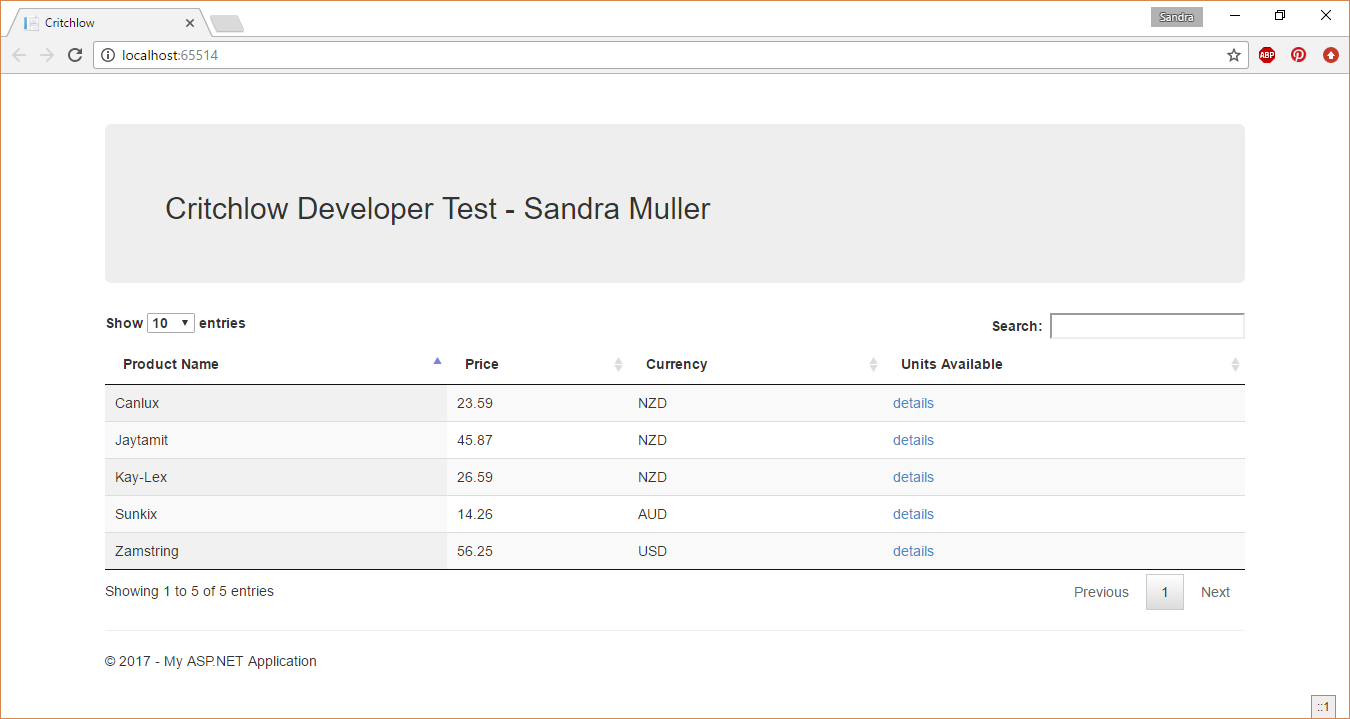 Critchlow
Sandra
localhost:65514
ABP
Critchlow Developer Test - Sandra Muller
Show 10 entries
Search:
Product Name Price Currency Units Available
Canlux 23.59 NZD details
Jaytamit 45.87 NZD details
Kay-Lex 26.59 NZD details
Sunkix 14.26 AUD details
Zamstring 56.25 USD details
Showing 1 to 5 of 5 entries
Previous 1 Next
© 2017 - My ASP.NET Application
::1